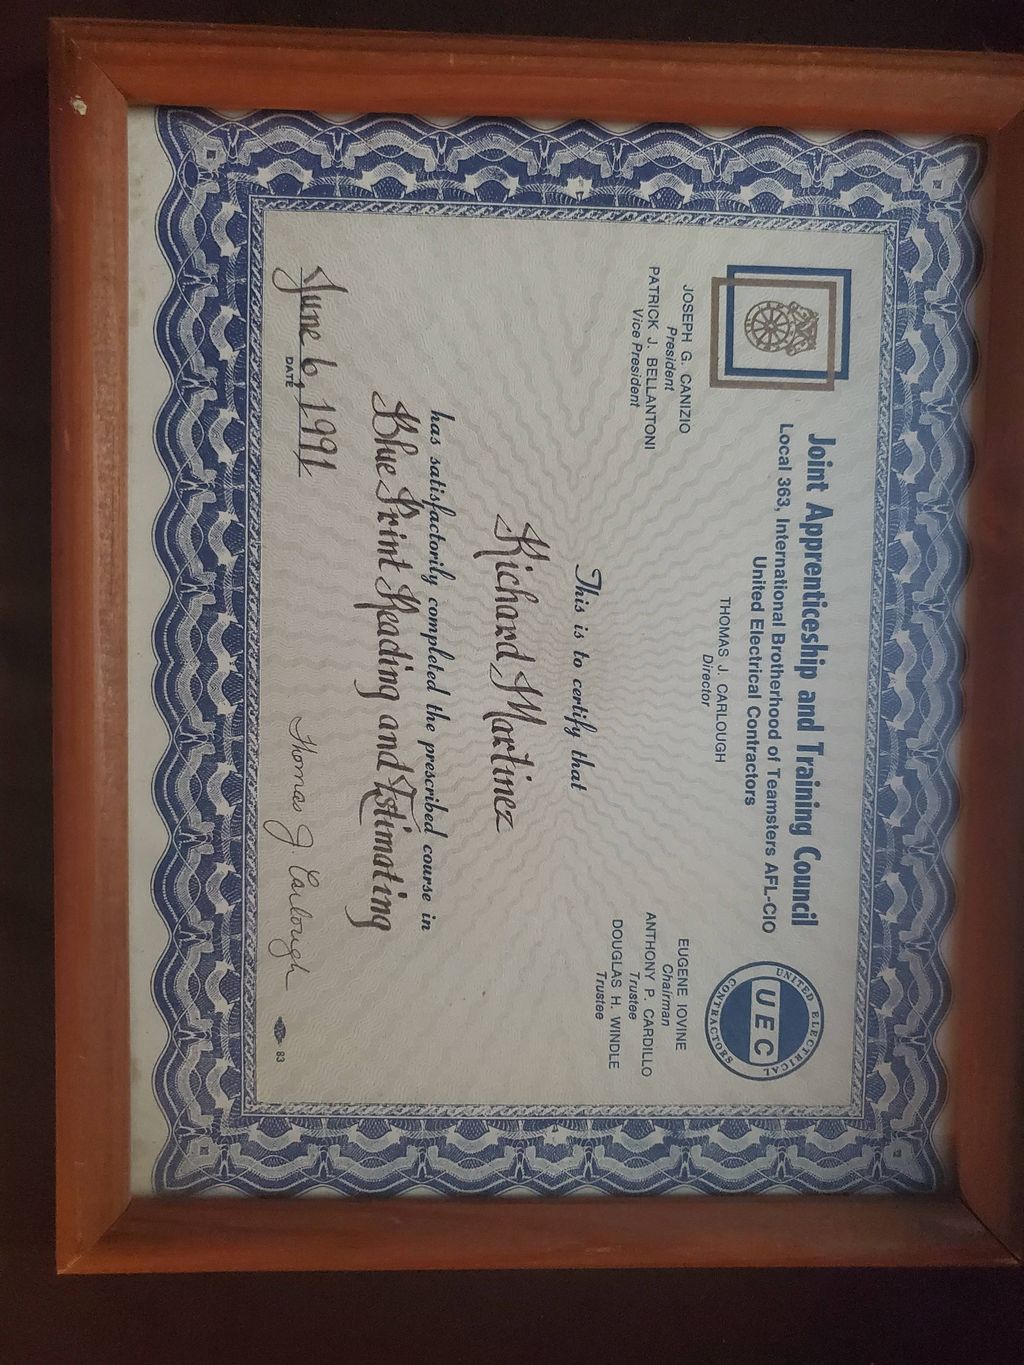 Joint Apprenticeship and Training Council
Local 363, International Brotherhood of Teamsters AFL-CIO
United Electrical Contractors
THOMAS J. CARLOUGH
Director
JOSEPH G. CANIZIO
President
PATRICK J. BELLANTONI
Vice President
UNITED ELECTRICAL
UEC
CONTRACTORS
EUGENE IOVINE
Chairman
ANTHONY P. CARDILLO
Trustee
DOUGLAS H. WINDLE
Trustee
This is to certify that
Richard Martinez
has satisfactorily completed the prescribed course in
Blue Print Reading and Estimating
June 6, 1991
DATE
Thomas J Carlough
83